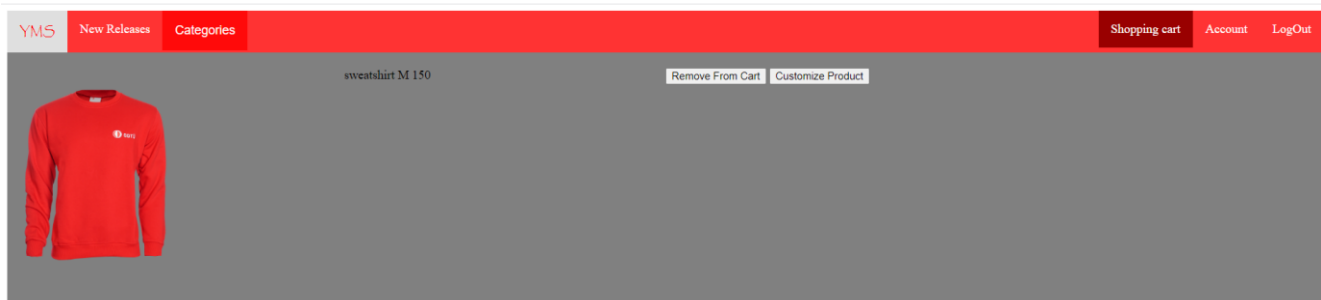 YMS New Releases Categories Shopping cart Account LogOut
sweatshirt M 150 Remove From Cart Customize Product